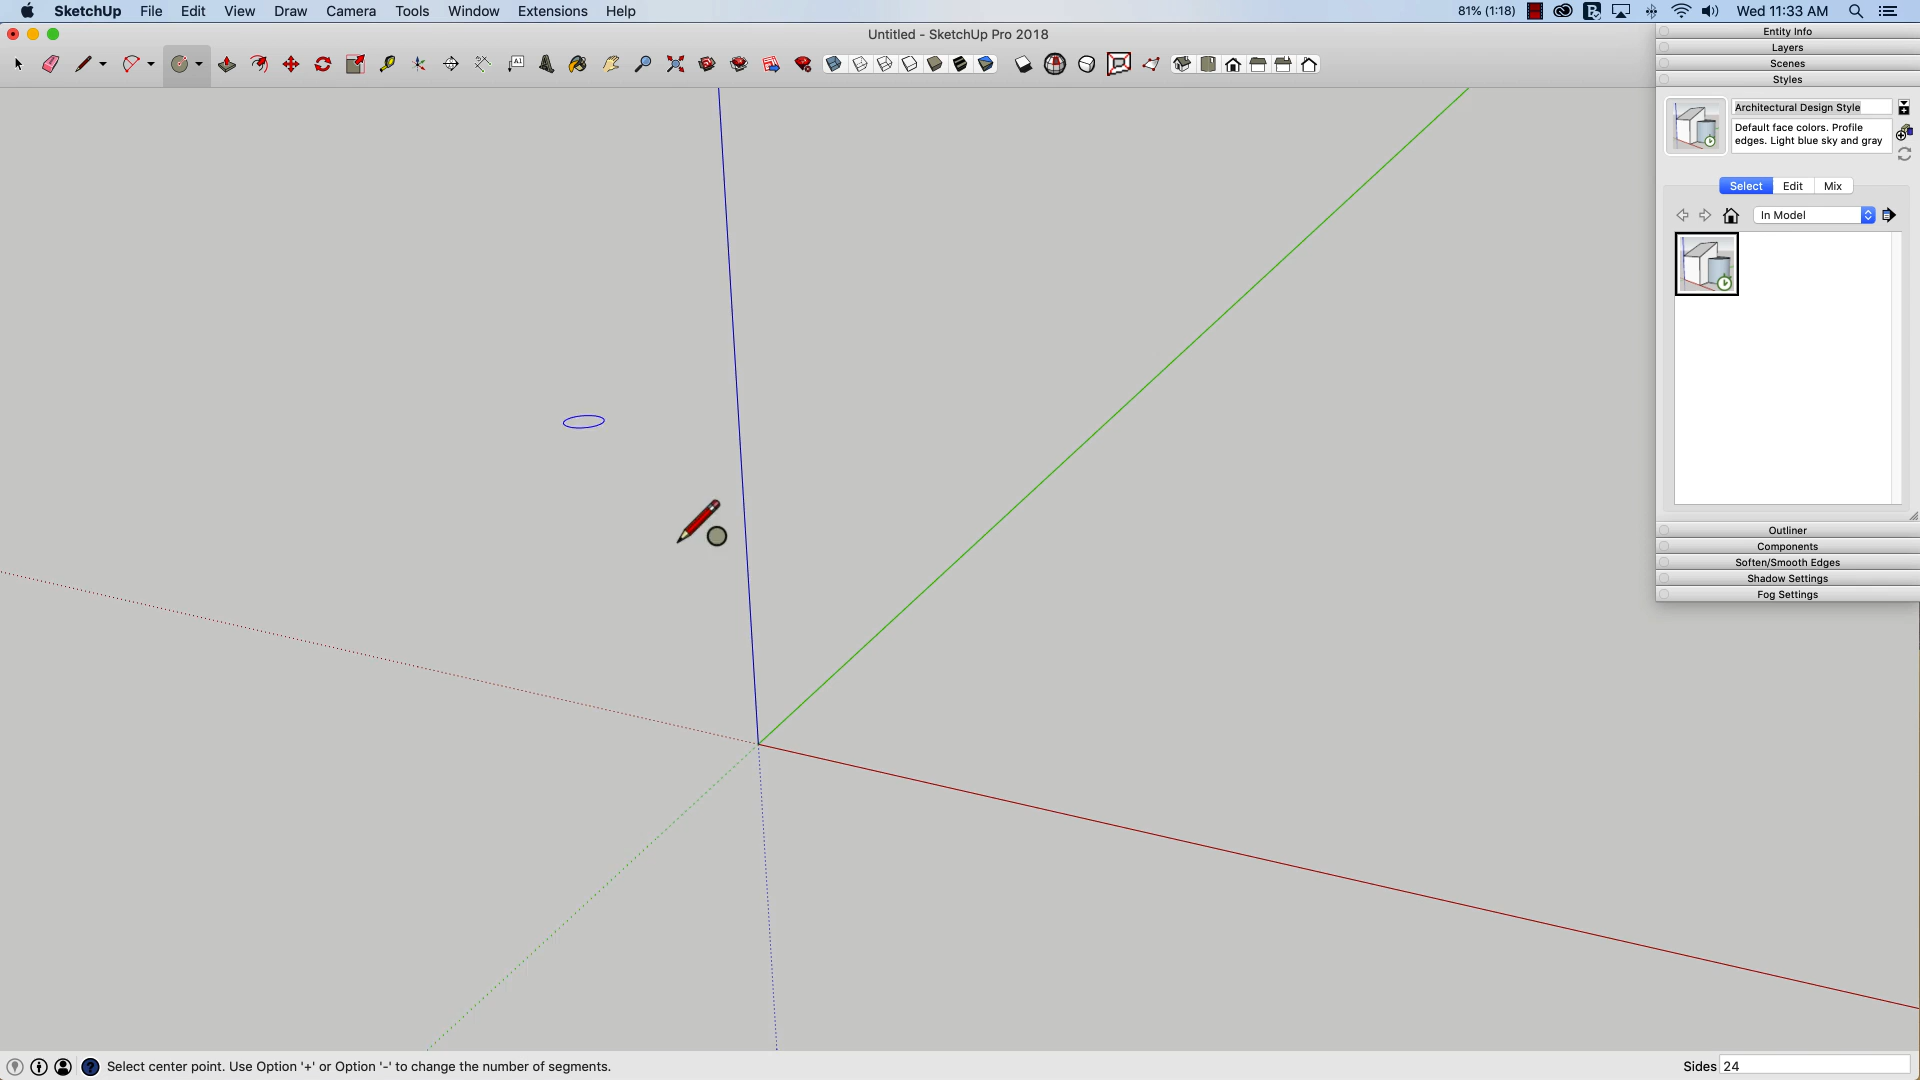 SketchUp File Edit View Draw Camera Tools Window Extensions Help 81% (1:18) Wed 11:33 AM
Untitled - SketchUp Pro 2018
A1
Entity Info
Layers
Scenes
Styles
Architectural Design Style
Default face colors. Profile
edges. Light blue sky and gray
Select Edit Mix
In Model
Outliner
Components
Soften/Smooth Edges
Shadow Settings
Fog Settings
Select center point. Use Option '+' or Option '-' to change the number of segments.
Sides 24